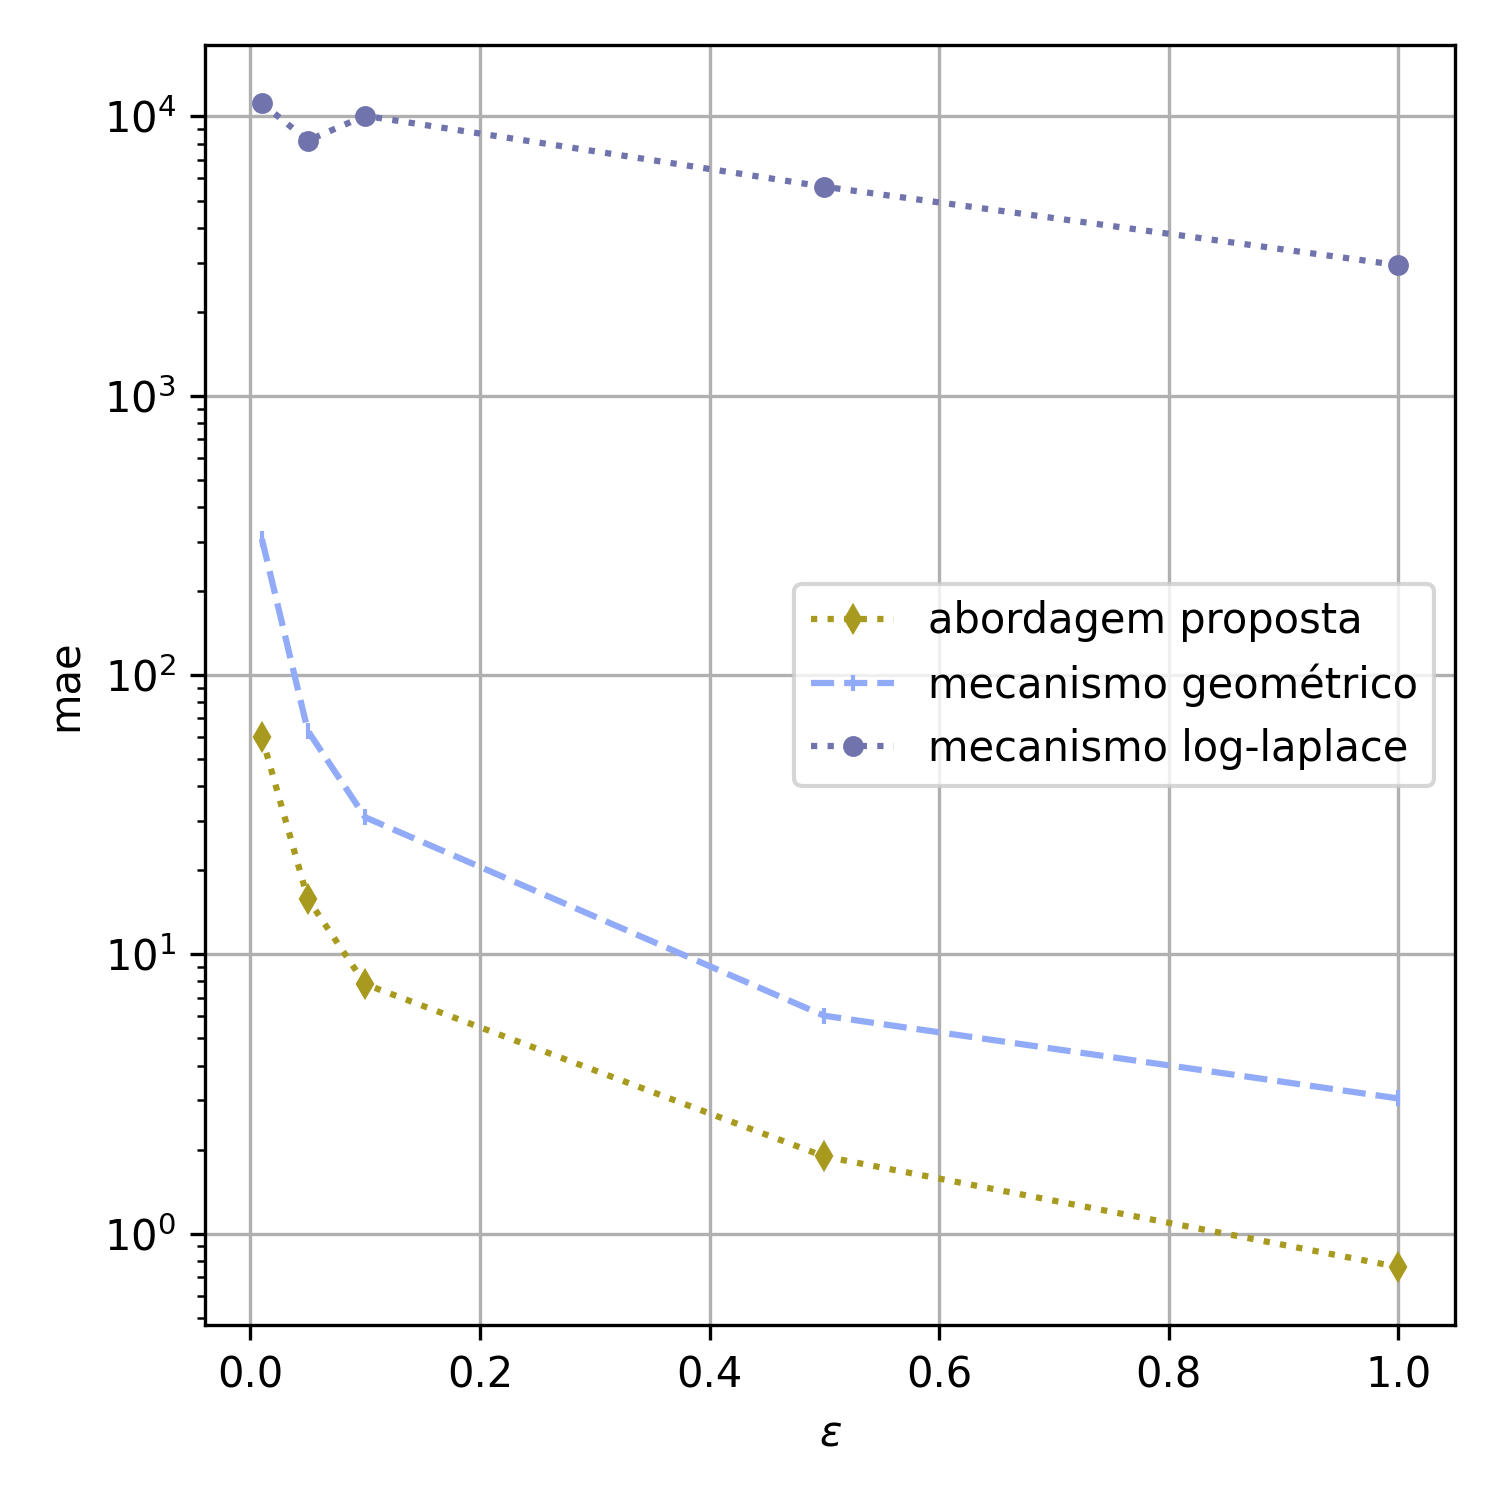 10⁴
10³
10²
10¹
10⁰
mae
abordagem proposta
mecanismo geométrico
mecanismo log-laplace
0.0 0.2 0.4 0.6 0.8 1.0
ε